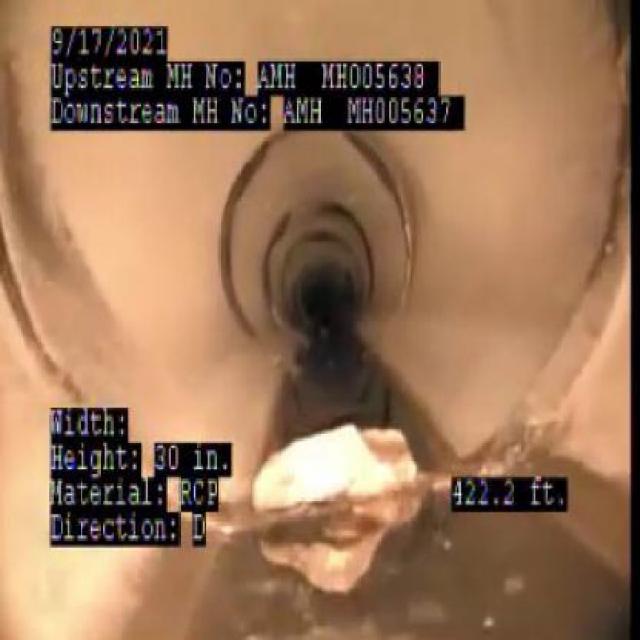 9/17/2021
Upstream MH No: AMH MH005638
Downstream MH No: AMH MH005637
Width:
Height: 30 in.
Material: RCP
422.2 ft.
Direction: D